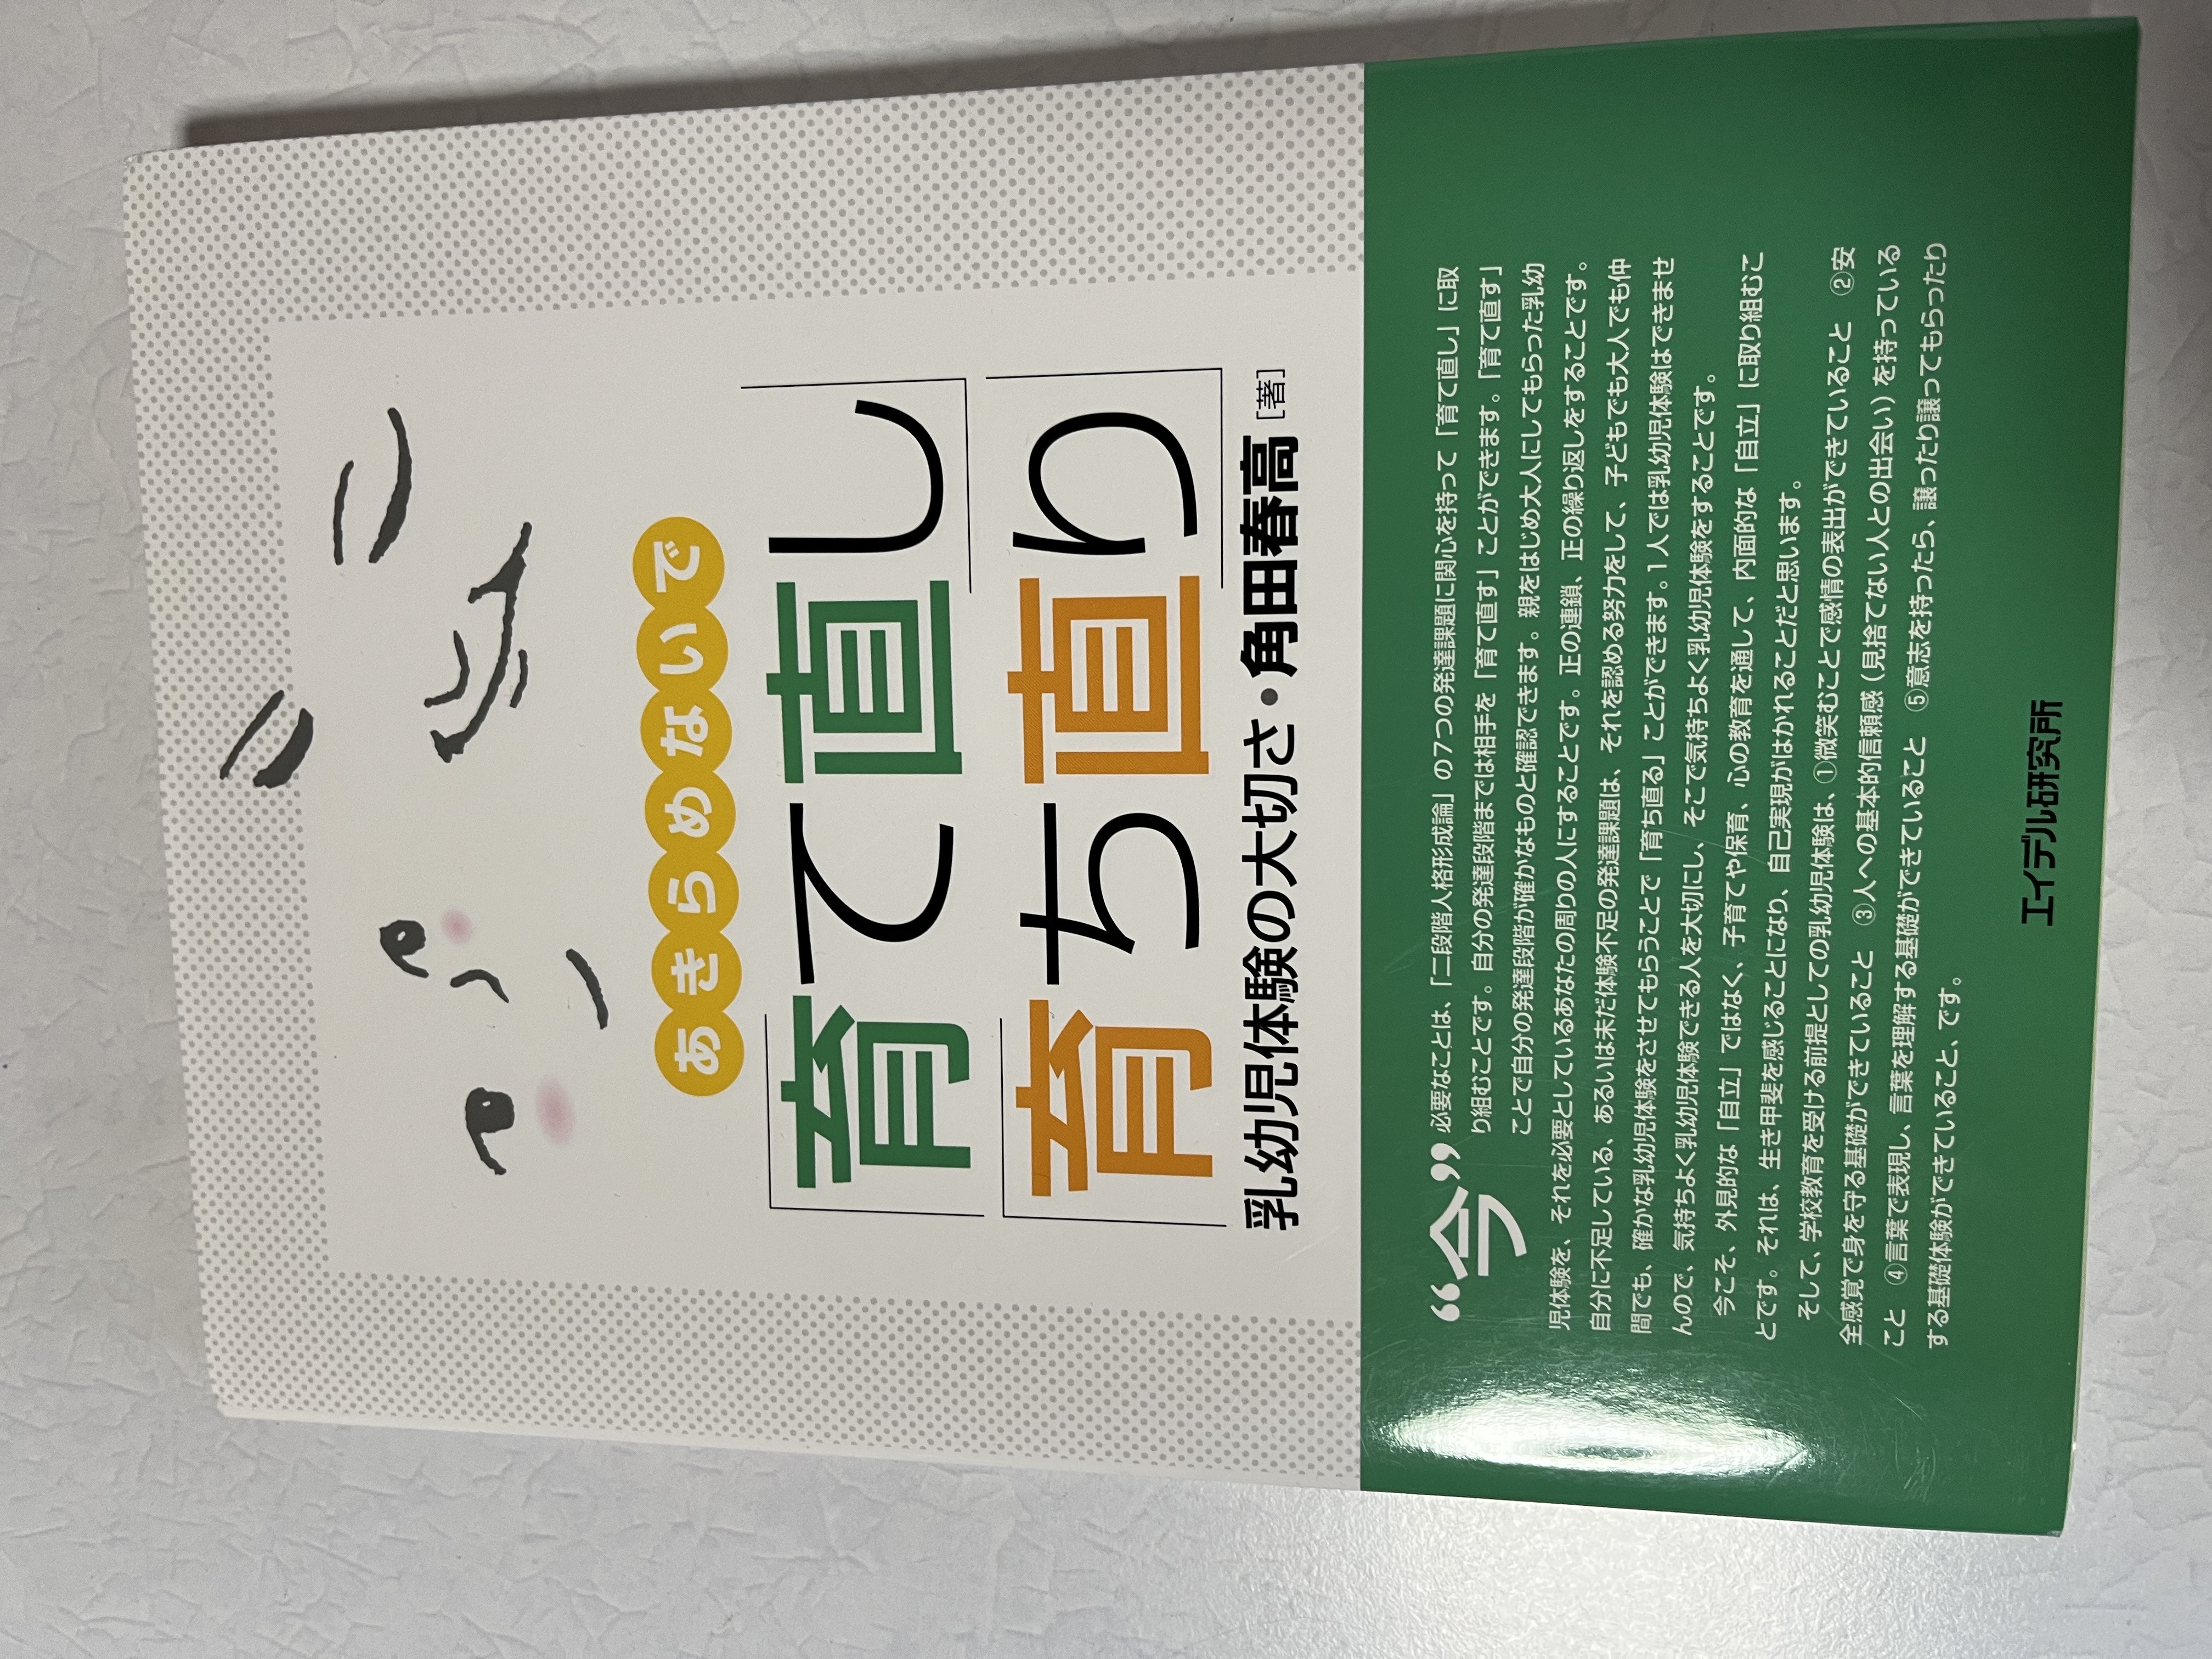 あきらめないで
育て直し
育ち直り
乳幼児体験の大切さ・角田春高[著]
“今”必要なことは、「二段階人格形成論」の7つの発達課題に関心を持って「育て直し」に取
り組むことです。自分の発達段階までは相手を「育て直す」ことができます。「育て直す」
ことで自分の発達段階が確かなものと確認できます。親をはじめ大人にしてもらった乳幼
児体験を、それを必要としているあなたの周りの人にすることです。正の連鎖、正の繰り返しをすることです。
自分に不足している、あるいは未だ体験不足の発達課題は、それを認める努力をして、子どもでも大人でも仲
間でも、確かな乳幼児体験をさせてもらうことで「育ち直る」ことができます。1人では乳幼児体験はできませ
んので、気持ちよく乳幼児体験できる人を大切にし、そこで気持ちよく乳幼児体験をすることです。
今こそ、外見的な「自立」ではなく、子育てや保育、心の教育を通して、内面的な「自立」に取り組むこ
とです。それは、生き甲斐を感じることになり、自己実現がはかれることだと思います。
そして、学校教育を受ける前提としての乳幼児体験は、①微笑むことで感情の表出ができていること ②安
全感覚で身を守る基礎ができていること ③人への基本的信頼感（見捨てない人との出会い）を持っている
こと ④言葉で表現し、言葉を理解する基礎ができていること ⑤意志を持ったら、譲ったり譲ってもらったり
する基礎体験ができていること、です。
エイデル研究所